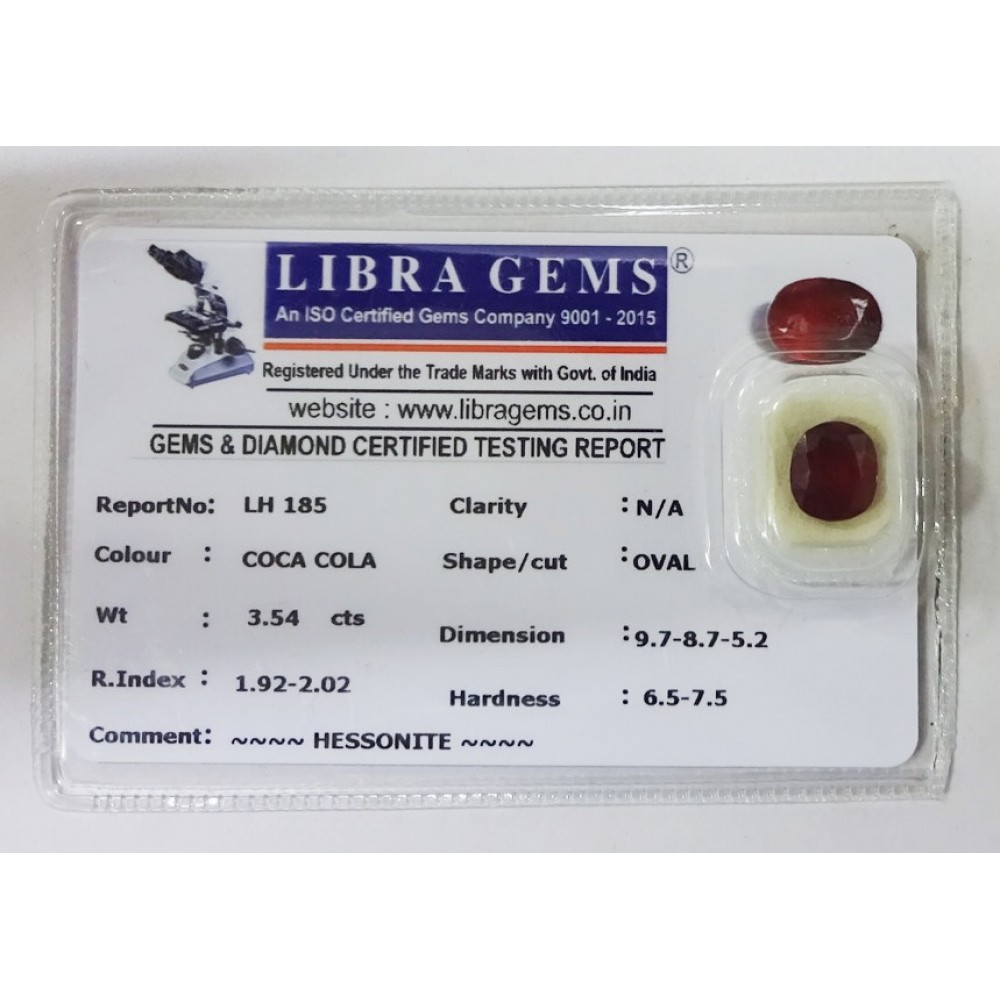 LIBRA GEMS ®
An ISO Certified Gems Company 9001 - 2015
Registered Under the Trade Marks with Govt. of India
website : www.libragems.co.in
GEMS & DIAMOND CERTIFIED TESTING REPORT
ReportNo: LH 185 Clarity : N/A
Colour : COCA COLA Shape/cut : OVAL
Wt : 3.54 cts Dimension : 9.7-8.7-5.2
R.Index : 1.92-2.02 Hardness : 6.5-7.5
Comment: ~~~~ HESSONITE ~~~~